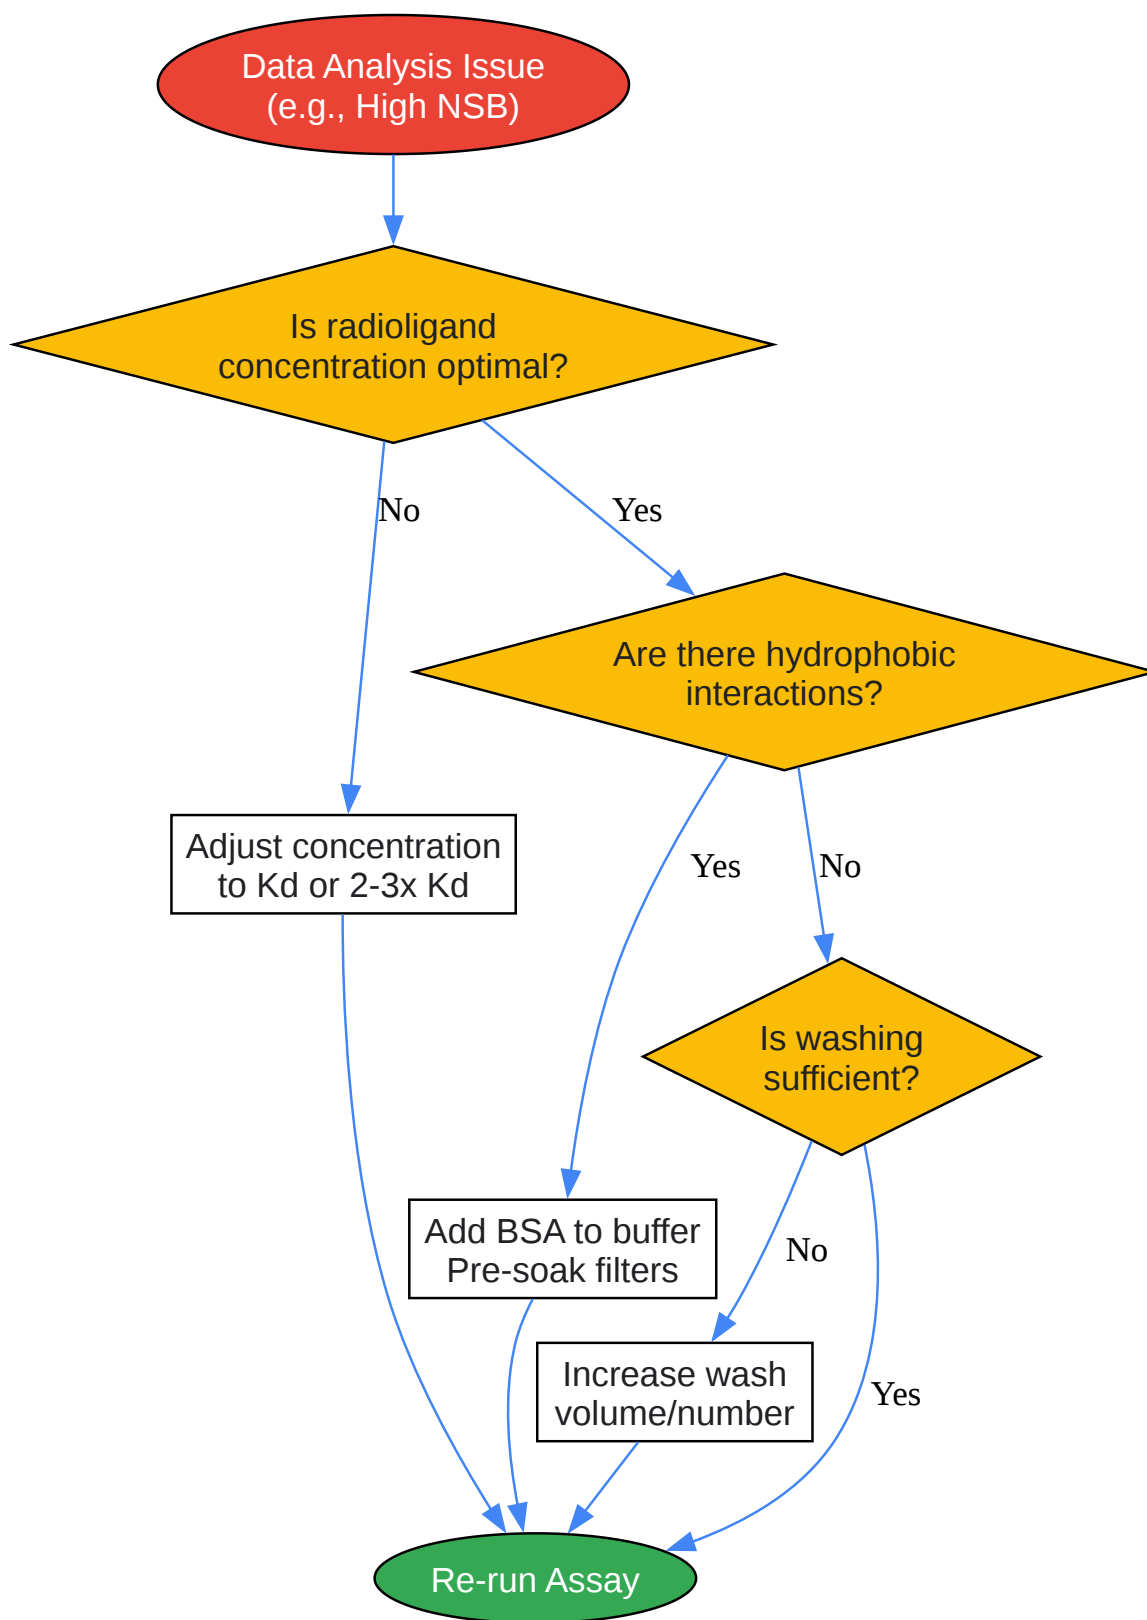 Data Analysis Issue
(e.g., High NSB)
Is radioligand
concentration optimal?
No
Yes
Are there hydrophobic
interactions?
Adjust concentration
to Kd or 2-3x Kd
Yes
No
Is washing
sufficient?
Add BSA to buffer
Pre-soak filters
No
Increase wash
volume/number
Yes
Re-run Assay